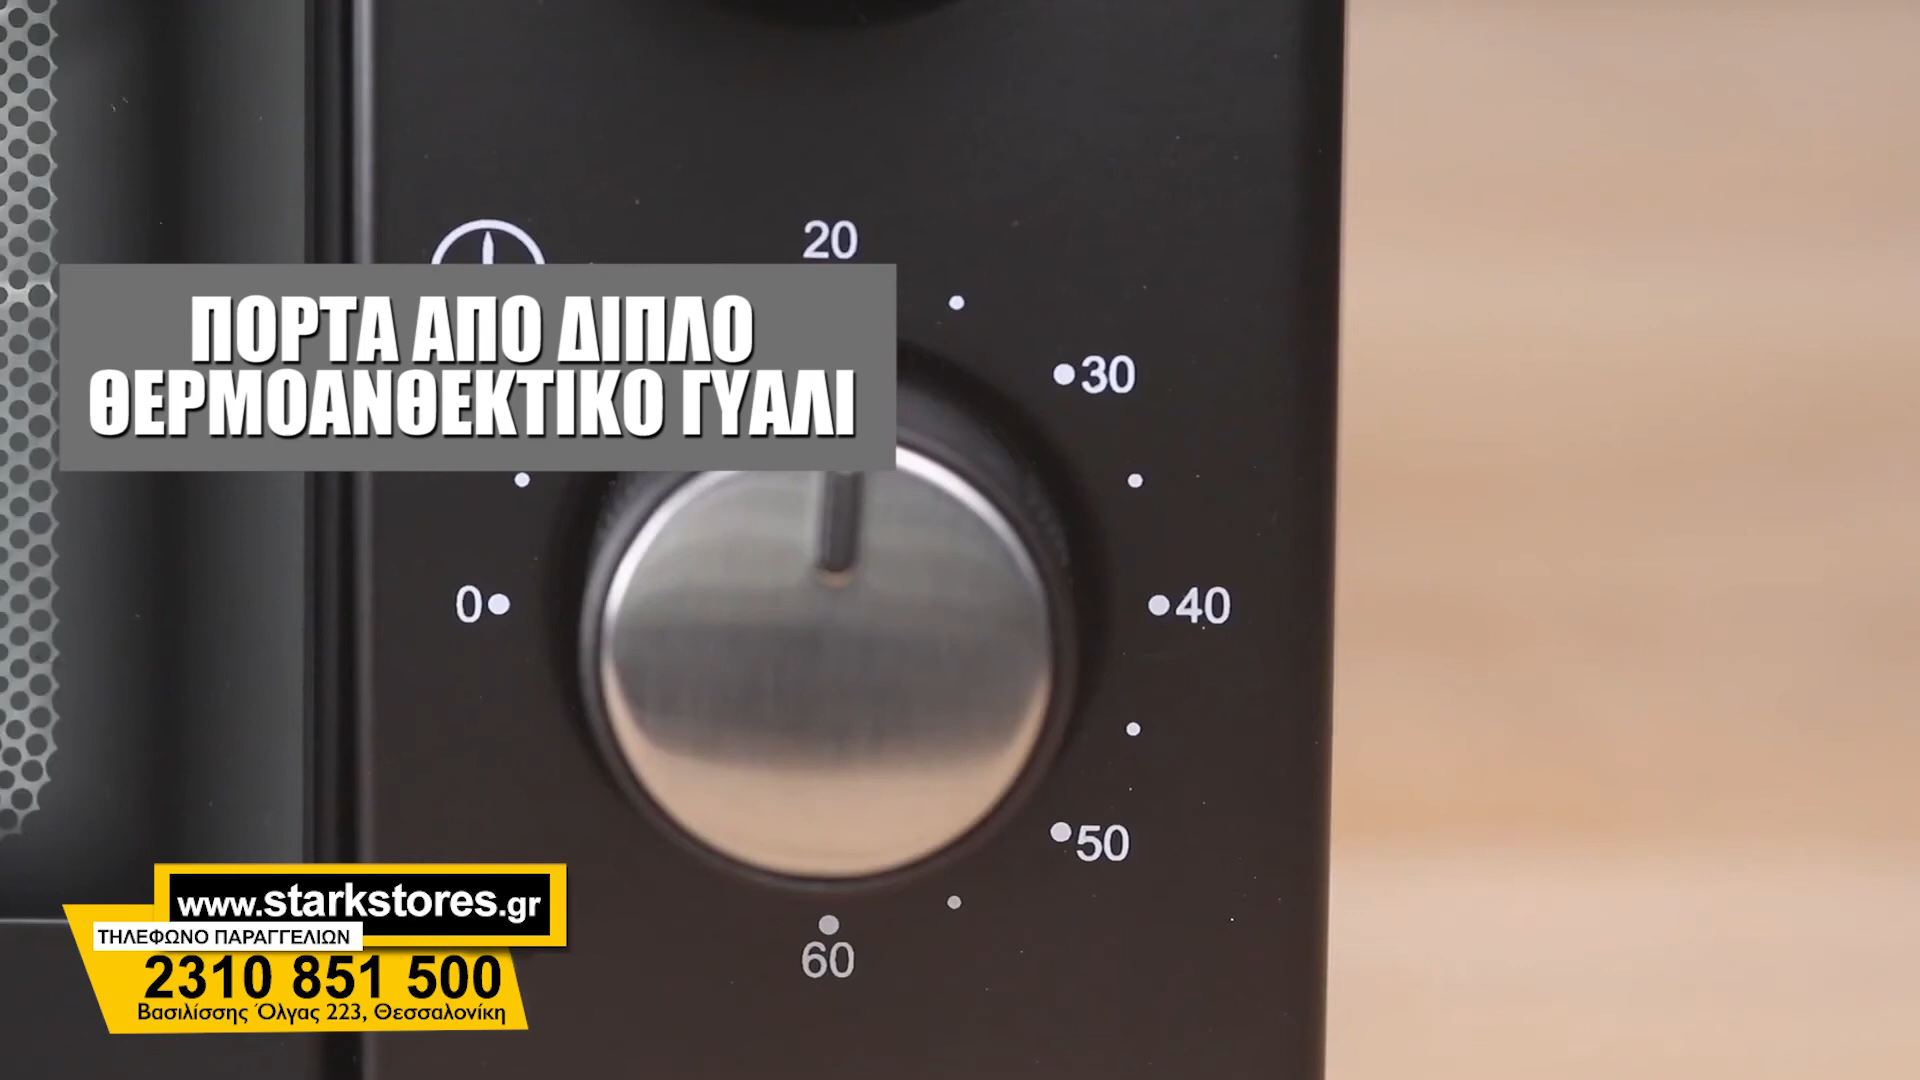 20
ΠΟΡΤΑ ΑΠΟ ΔΙΠΛΟ
ΘΕΡΜΟΑΝΘΕΚΤΙΚΟ ΓΥΑΛΙ
30
0
40
50
60
www.starkstores.gr
ΤΗΛΕΦΩΝΟ ΠΑΡΑΓΓΕΛΙΩΝ
2310 851 500
Βασιλίσσης Όλγας 223, Θεσσαλονίκη